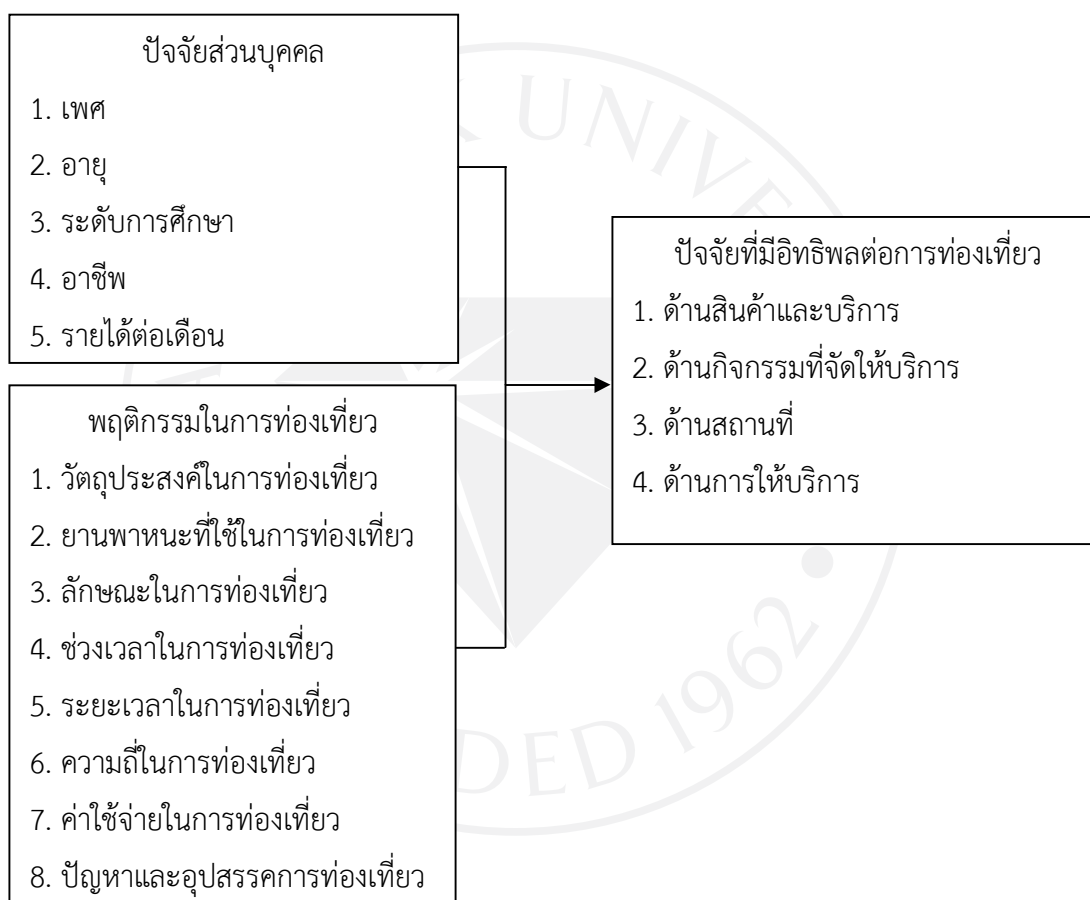 ปัจจัยส่วนบุคคล
1. เพศ
2. อายุ
3. ระดับการศึกษา
4. อาชีพ
5. รายได้ต่อเดือน
พฤติกรรมในการท่องเที่ยว
1. วัตถุประสงค์ในการท่องเที่ยว
2. ยานพาหนะที่ใช้ในการท่องเที่ยว
3. ลักษณะในการท่องเที่ยว
4. ช่วงเวลาในการท่องเที่ยว
5. ระยะเวลาในการท่องเที่ยว
6. ความถี่ในการท่องเที่ยว
7. ค่าใช้จ่ายในการท่องเที่ยว
8. ปัญหาและอุปสรรคการท่องเที่ยว
ปัจจัยที่มีอิทธิพลต่อการท่องเที่ยว
1. ด้านสินค้าและบริการ
2. ด้านกิจกรรมที่จัดให้บริการ
3. ด้านสถานที่
4. ด้านการให้บริการ
1962